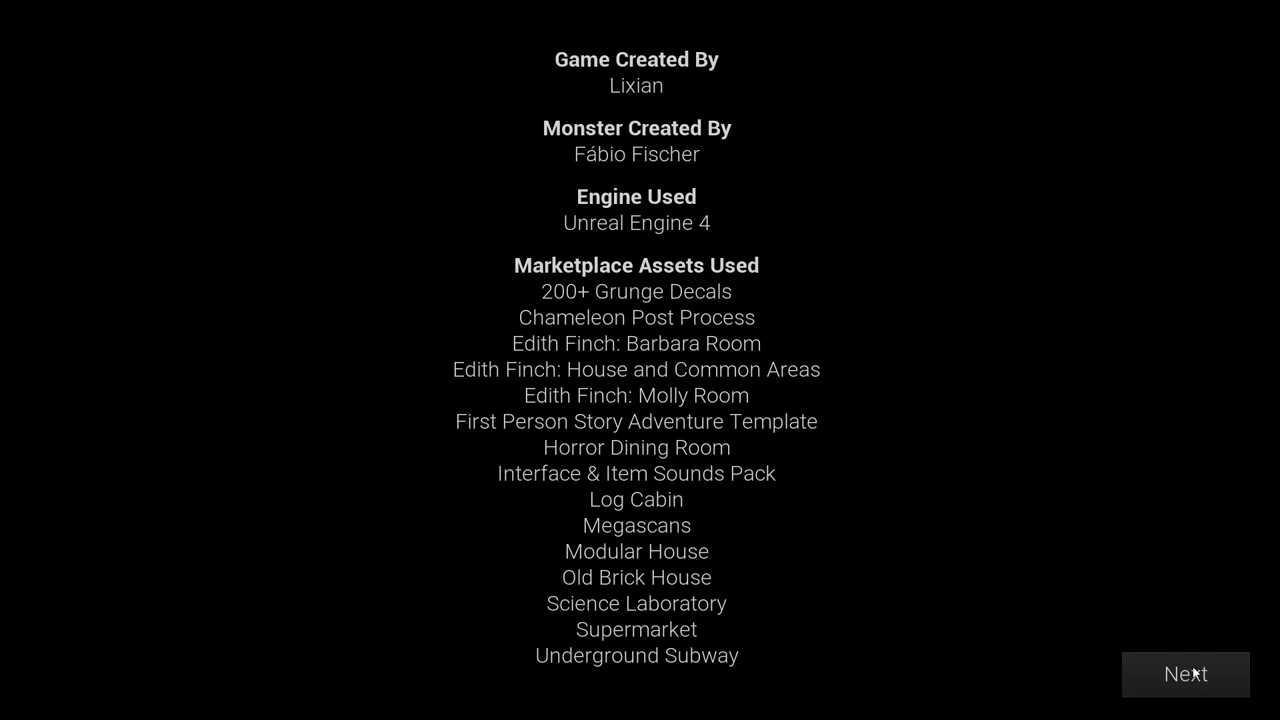 Game Created By
Lixian
Monster Created By
Fábio Fischer
Engine Used
Unreal Engine 4
Marketplace Assets Used
200+ Grunge Decals
Chameleon Post Process
Edith Finch: Barbara Room
Edith Finch: House and Common Areas
Edith Finch: Molly Room
First Person Story Adventure Template
Horror Dining Room
Interface & Item Sounds Pack
Log Cabin
Megascans
Modular House
Old Brick House
Science Laboratory
Supermarket
Underground Subway
Next